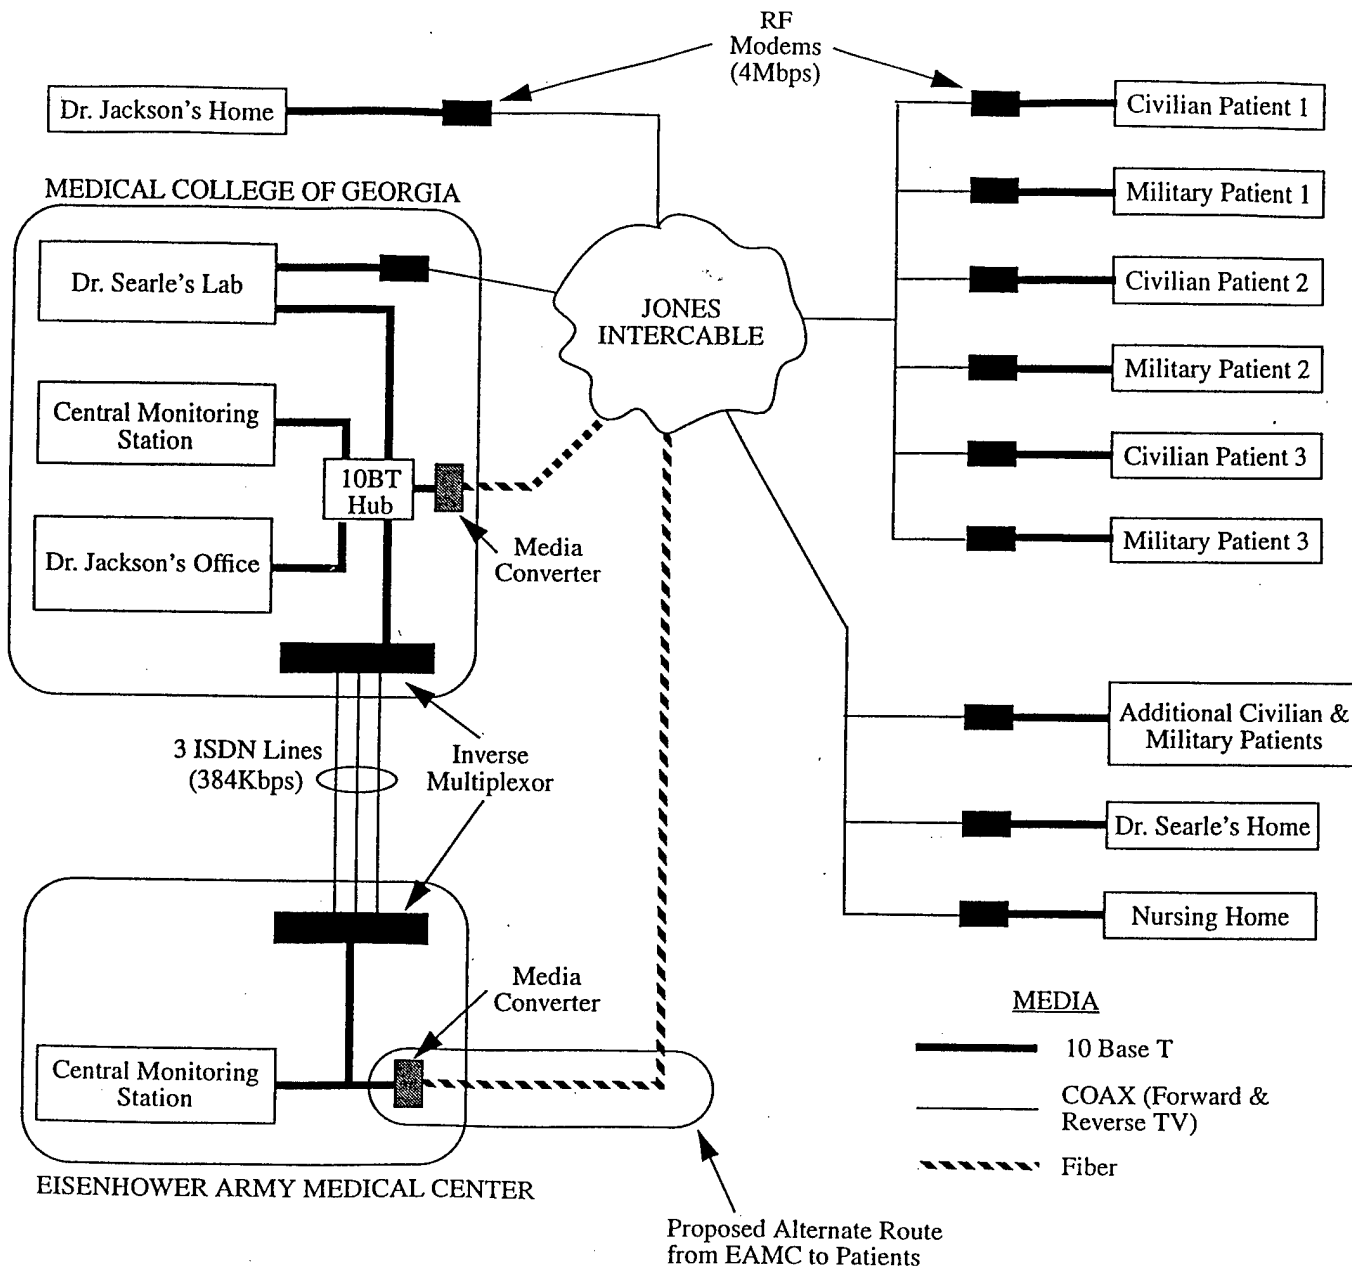 RF
Modems
(4Mbps)
Dr. Jackson's Home
Civilian Patient 1
MEDICAL COLLEGE OF GEORGIA
Military Patient 1
Dr. Searle's Lab
Civilian Patient 2
JONES
INTERCABLE
Military Patient 2
Central Monitoring
Station
Civilian Patient 3
10BT
Hub
Dr. Jackson's Office
Media
Converter
Military Patient 3
3 ISDN Lines
(384Kbps)
Inverse
Multiplexor
Additional Civilian &
Military Patients
Dr. Searle's Home
Nursing Home
Media
Converter
MEDIA
10 Base T
Central Monitoring
Station
COAX (Forward &
Reverse TV)
Fiber
EISENHOWER ARMY MEDICAL CENTER
Proposed Alternate Route
from EAMC to Patients